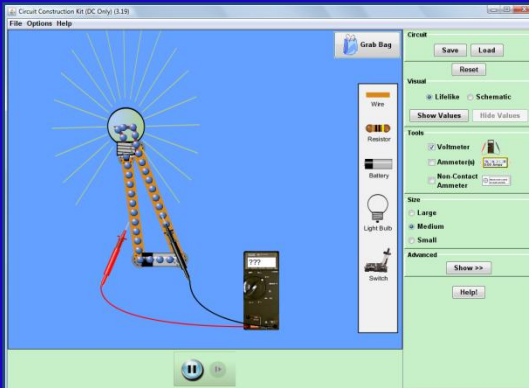 Circuit Construction Kit (DC Only) (3.19)
File Options Help
Grab Bag
Wire
Resistor
Battery
Light Bulb
Switch
???
Circuit
Save Load
Reset
Visual
Lifelike Schematic
Show Values Hide Values
Tools
Voltmeter
Ammeter(s)
Non-Contact
Ammeter
Size
Large
Medium
Small
Advanced
Show >>
Help!